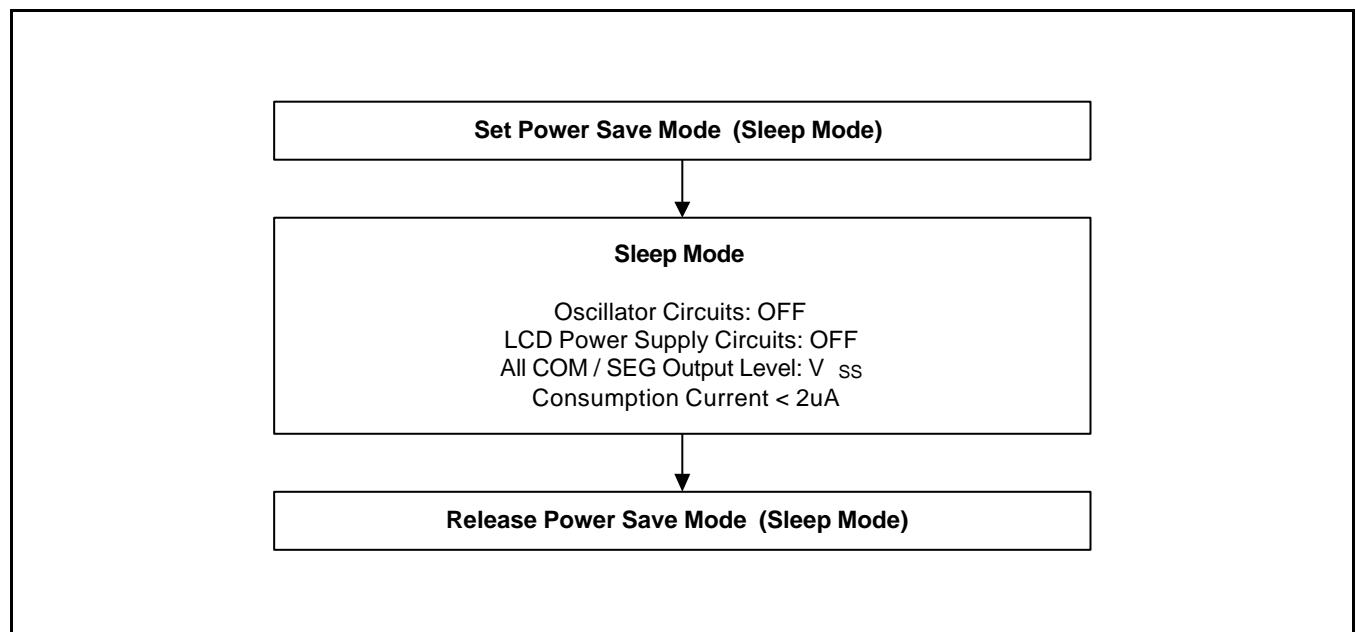 Set Power Save Mode (Sleep Mode)
Sleep Mode
Oscillator Circuits: OFF
LCD Power Supply Circuits: OFF
All COM / SEG Output Level: V SS
Consumption Current < 2uA
Release Power Save Mode (Sleep Mode)